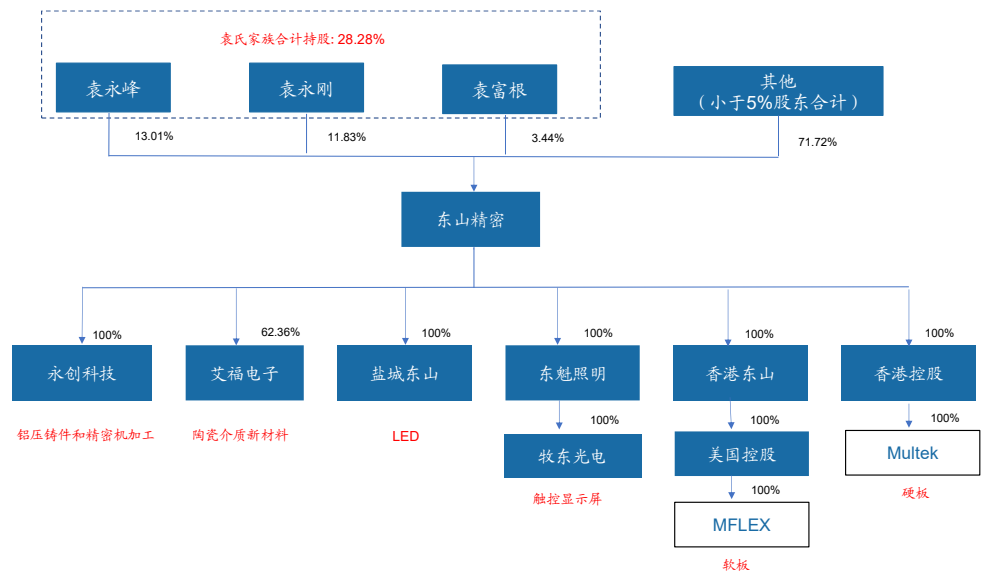 袁氏家族合计持股: 28.28%
袁永峰
袁永刚
袁富根
其他
（小于5%股东合计）
13.01%
11.83%
3.44%
71.72%
东山精密
100%
62.36%
100%
100%
100%
100%
永创科技
艾福电子
盐城东山
东魁照明
香港东山
香港控股
铝压铸件和精密机加工
陶瓷介质新材料
LED
100%
100%
100%
牧东光电
美国控股
Multek
触控显示屏
硬板
100%
MFLEX
软板